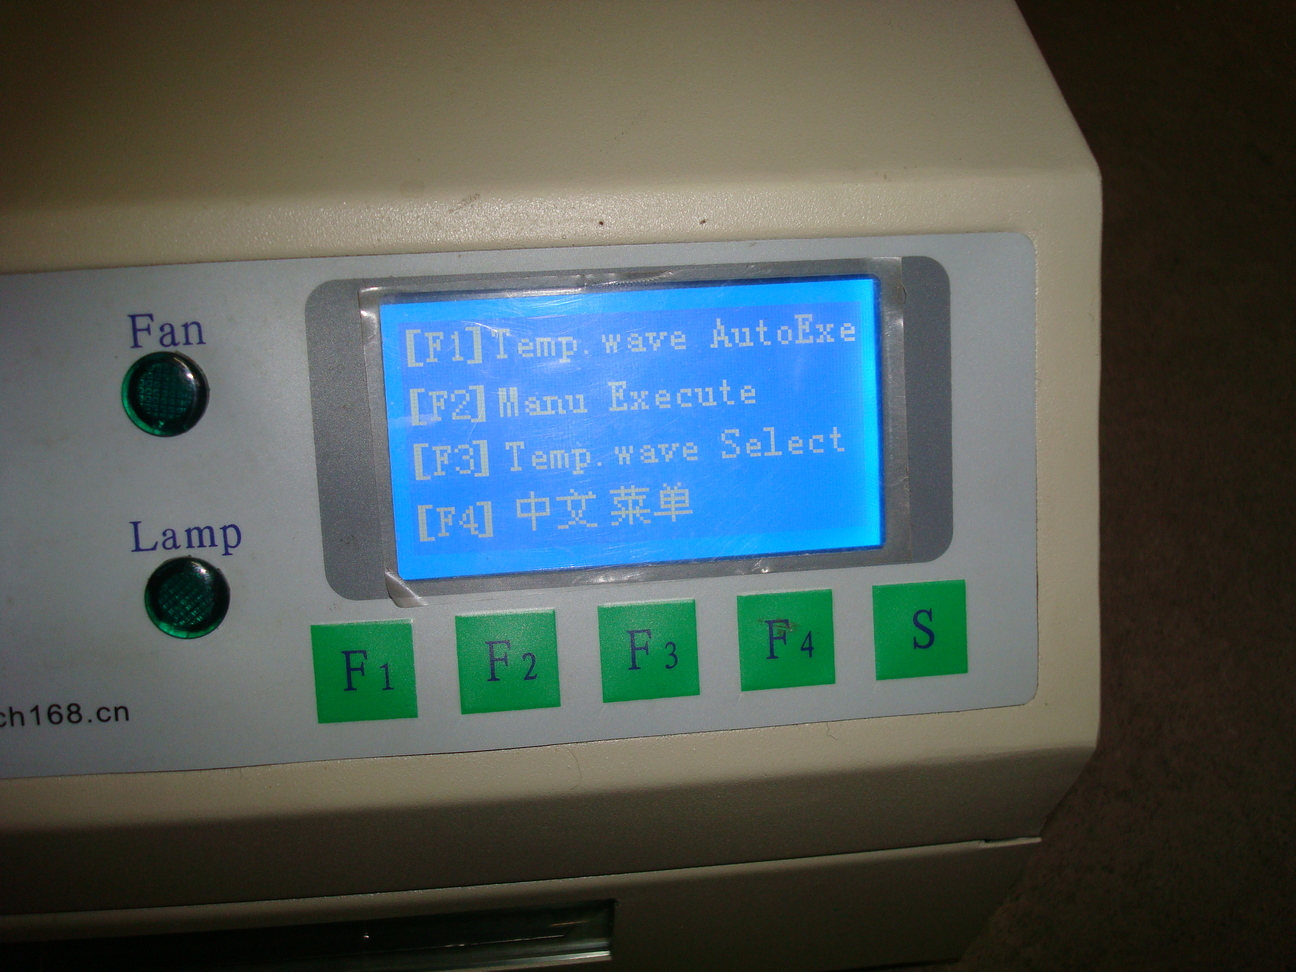 Fan
[F1]Temp.wave AutoExe
[F2] Manu Execute
[F3] Temp.wave Select
[F4] 中文菜单
Lamp
F1 F2 F3 F4 S
ch168.cn